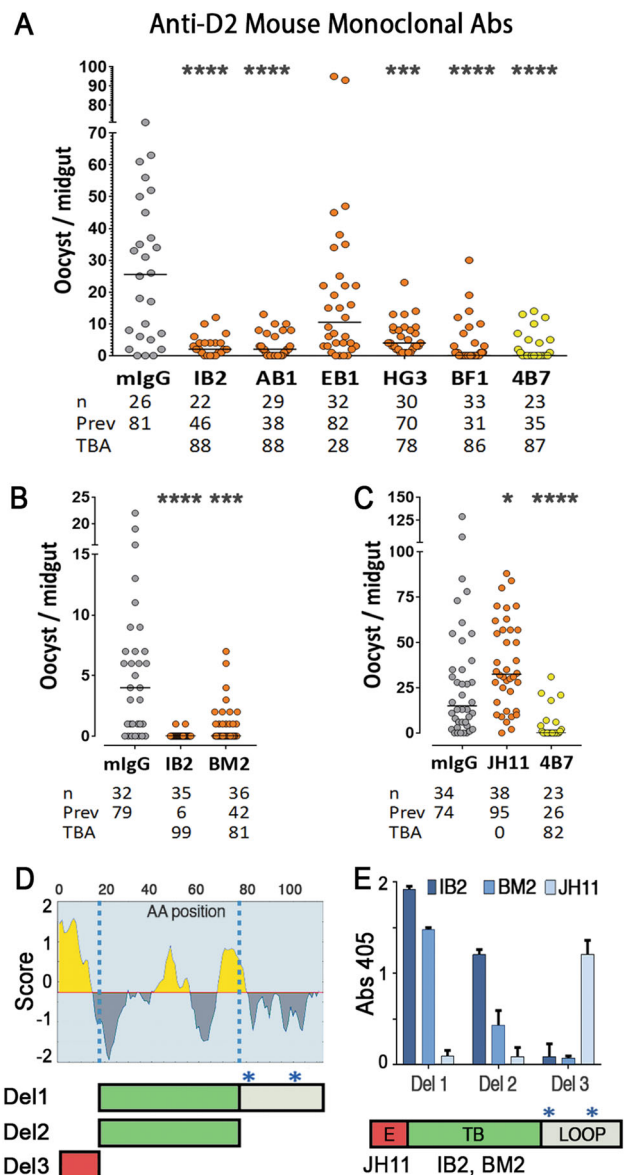 A Anti-D2 Mouse Monoclonal Abs
**** **** *** **** ****
Oocyst / midgut
100
90
80
70
60
50
40
30
20
10
0
mIgG IB2 AB1 EB1 HG3 BF1 4B7
n 26 22 29 32 30 33 23
Prev 81 46 38 82 70 31 35
TBA 88 88 28 78 86 87
B
**** ***
Oocyst / midgut
25
20
15
10
5
0
mIgG IB2 BM2
n 32 35 36
Prev 79 6 42
TBA 99 81
C
* ****
Oocyst / midgut
150
125
100
75
50
25
0
mIgG JH11 4B7
n 34 38 23
Prev 74 95 26
TBA 0 82
D
0 20 40 60 80 100
AA position
Score
2
1
0
-1
-2
* *
Del1
Del2
Del3
E
IB2 BM2 JH11
Abs 405
2
1
0
Del 1 Del 2 Del 3
* *
E TB LOOP
JH11 IB2, BM2